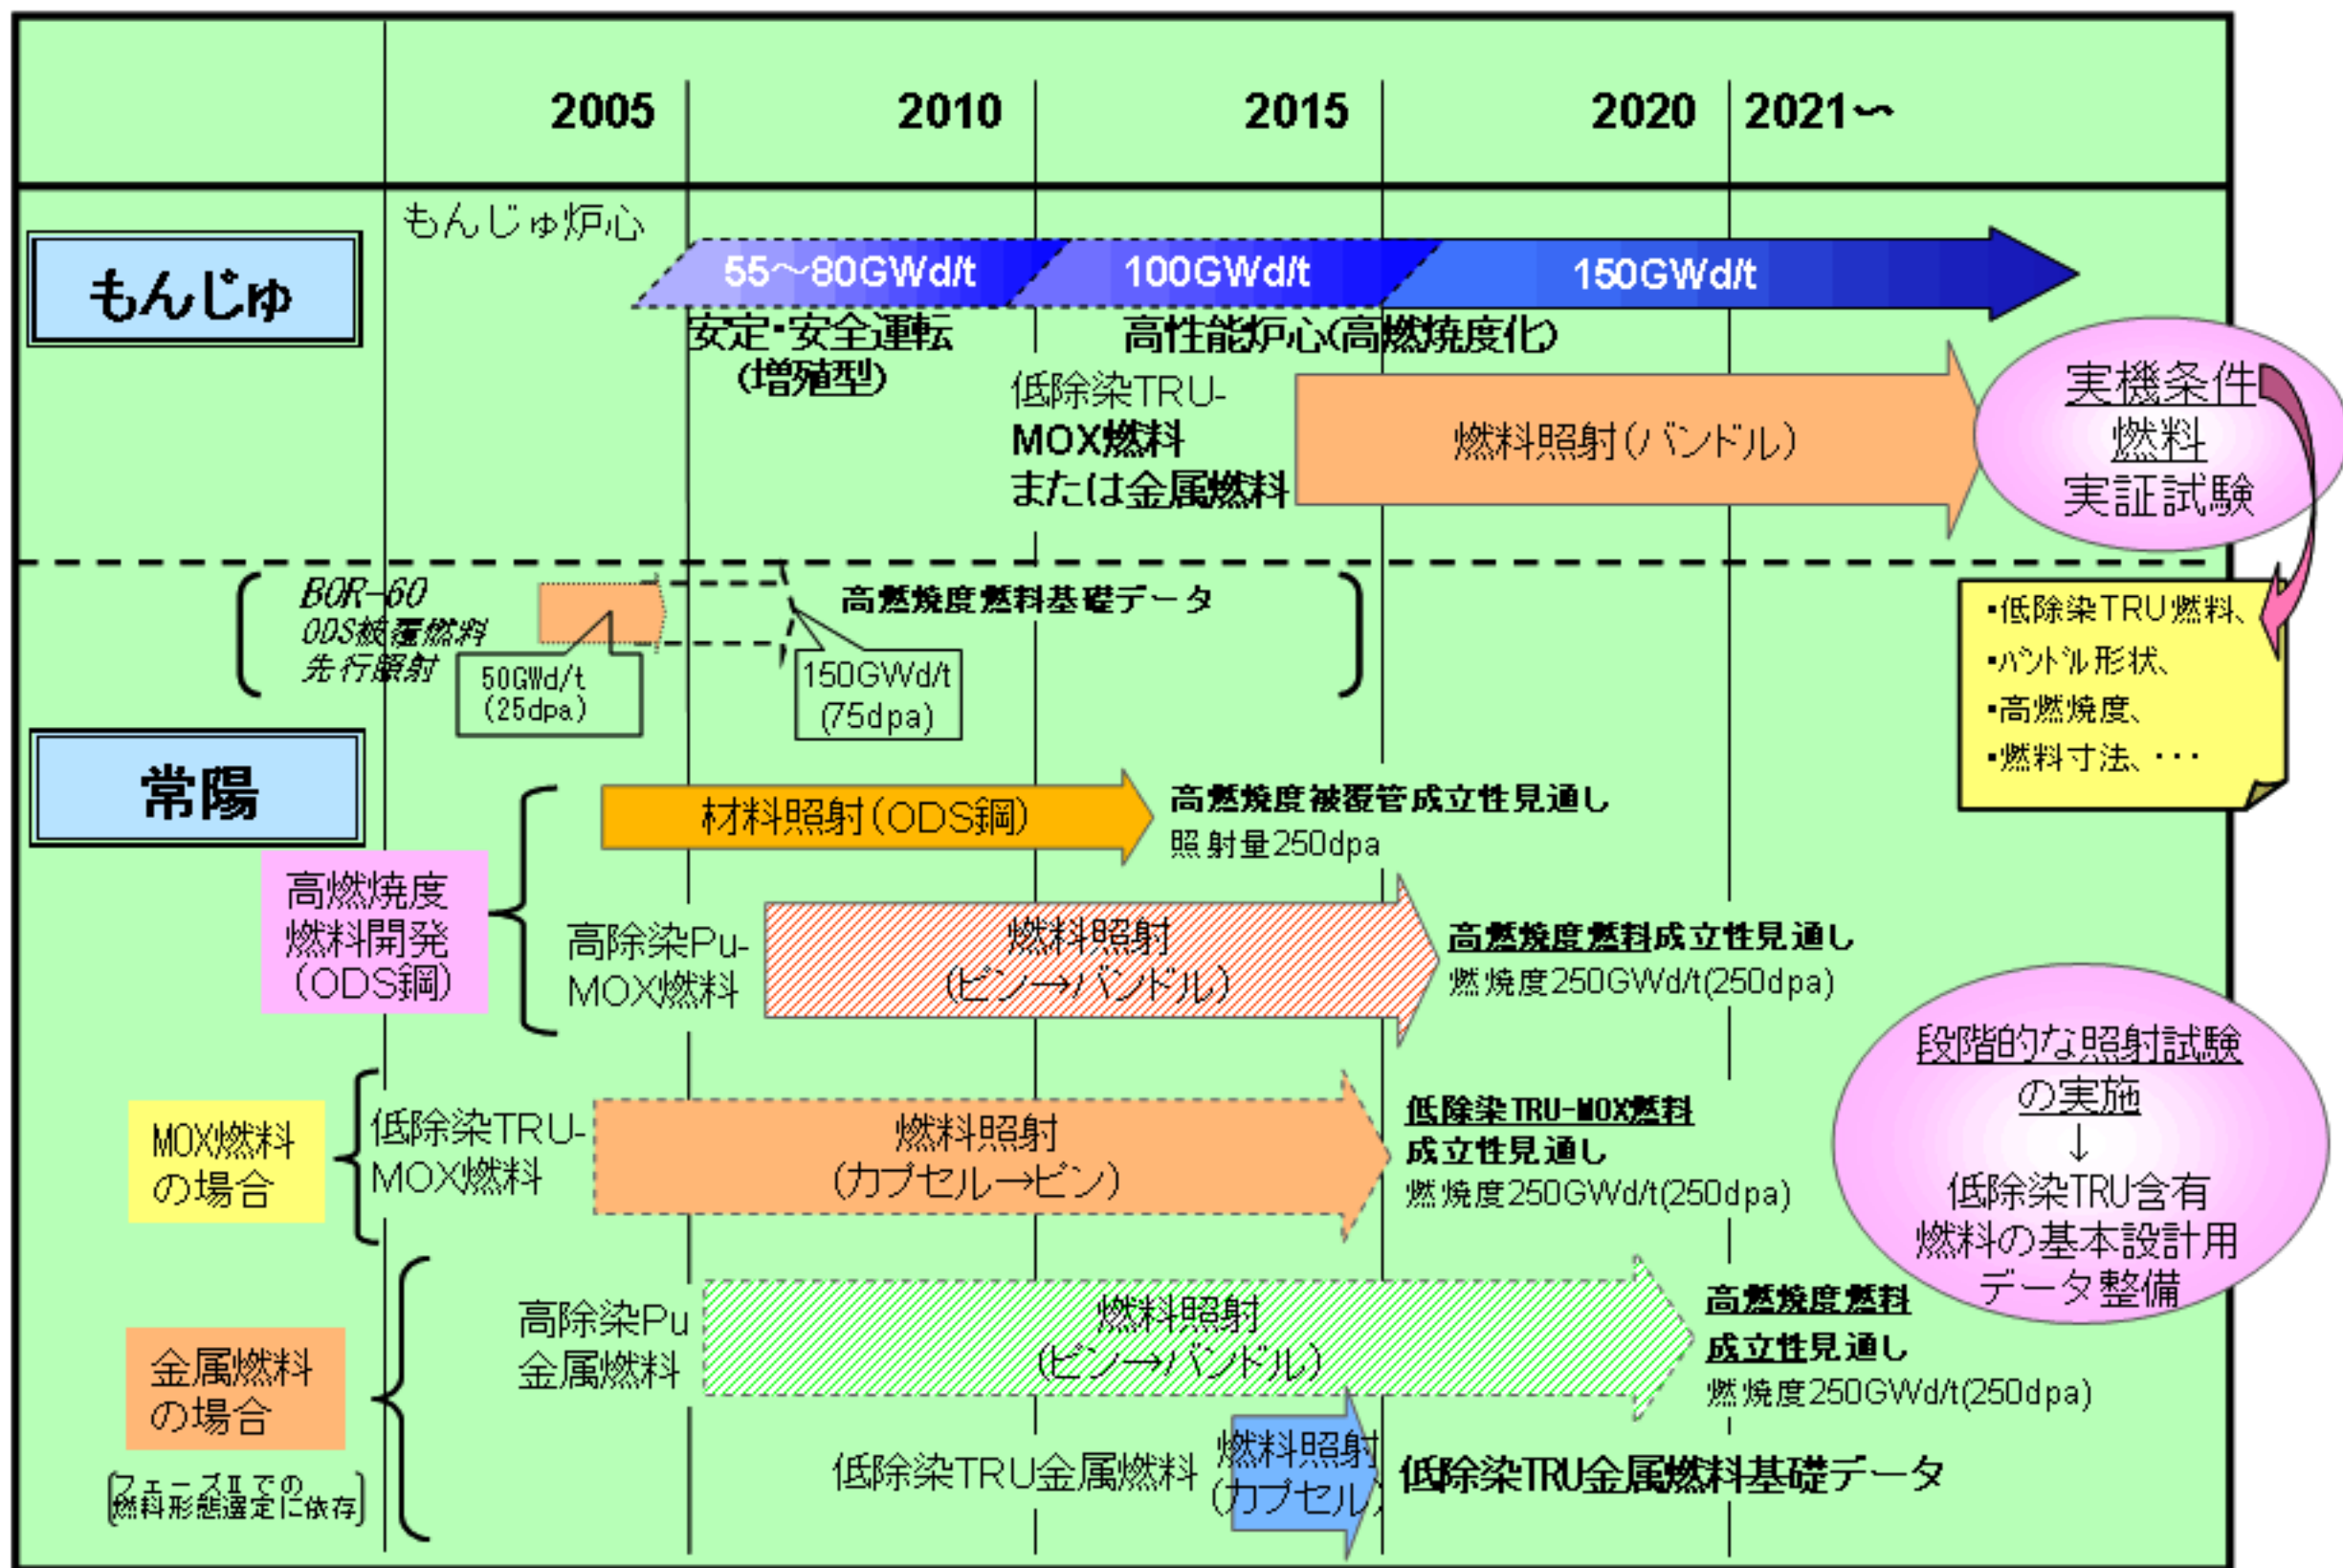 2005
2010
2015
2020
2021～
もんじゅ
もんじゅ炉心
55～80GWd/t
100GWd/t
150GWd/t
安定・安全運転
(増殖型)
高性能炉心(高燃焼度化)
低除染TRU-
MOX燃料
または金属燃料
燃料照射(バンドル)
実機条件
燃料
実証試験
BOR-60
ODS被覆燃料
先行照射
50GWd/t
(25dpa)
150GWd/t
(75dpa)
高燃焼度燃料基礎データ
・低除染TRU燃料、
・バンドル形状、
・高燃焼度、
・燃料寸法、・・・
常陽
高燃焼度
燃料開発
(ODS鋼)
材料照射(ODS鋼)
高燃焼度被覆管成立性見通し
照射量250dpa
高除染Pu-
MOX燃料
燃料照射
(ピン→バンドル)
高燃焼度燃料成立性見通し
燃焼度250GWd/t(250dpa)
MOX燃料
の場合
低除染TRU-
MOX燃料
燃料照射
(カプセル→ピン)
低除染TRU-MOX燃料
成立性見通し
燃焼度250GWd/t(250dpa)
段階的な照射試験
の実施
↓
低除染TRU含有
燃料の基本設計用
データ整備
金属燃料
の場合
[フェーズⅡでの
燃料形態選定に依存]
高除染Pu
金属燃料
燃料照射
(ピン→バンドル)
高燃焼度燃料
成立性見通し
燃焼度250GWd/t(250dpa)
低除染TRU金属燃料
燃料照射
(カプセル)
低除染TRU金属燃料基礎データ